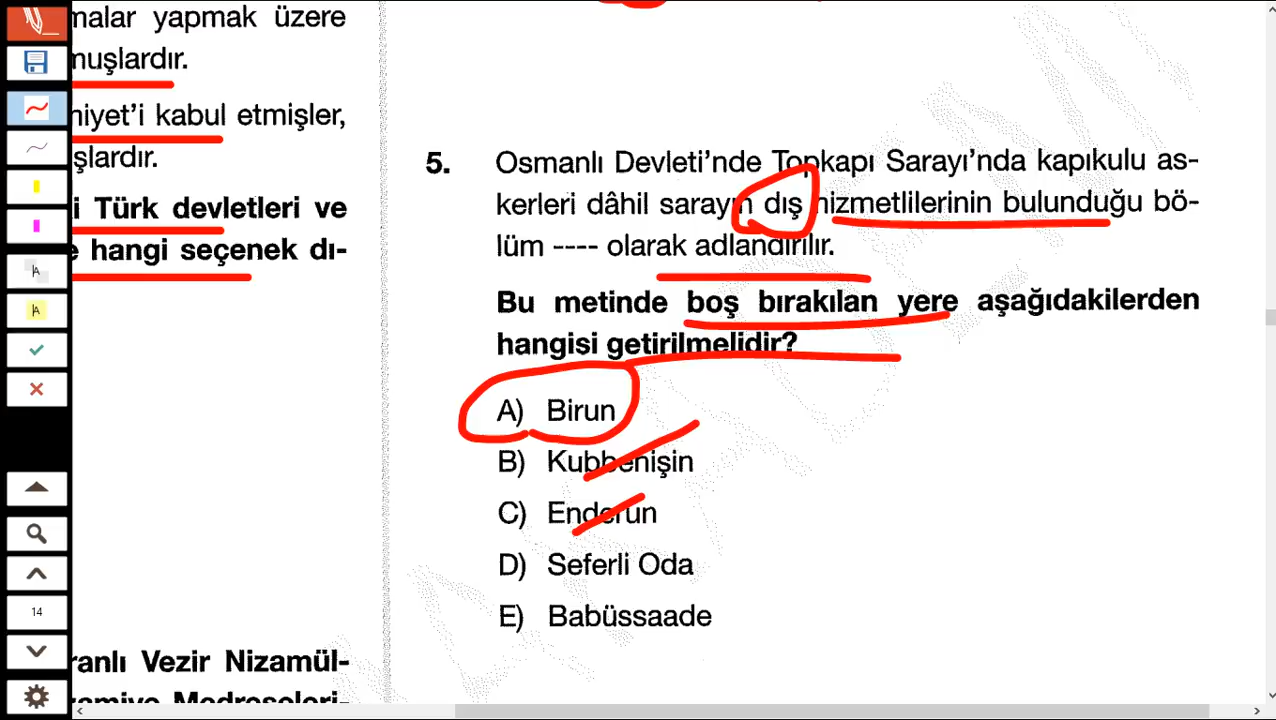 malar yapmak üzere
muşlardır.
niyet'i kabul etmişler,
şlardır.
i Türk devletleri ve
e hangi seçenek dı-
ranlı Vezir Nizamül-
5. Osmanlı Devleti'nde Topkapı Sarayı'nda kapıkulu as-
kerleri dâhil sarayın dış hizmetlilerinin bulunduğu bö-
lüm ---- olarak adlandırılır.
Bu metinde boş bırakılan yere aşağıdakilerden
hangisi getirilmelidir?
A) Birun
B) Kubbenişin
C) Enderun
D) Seferli Oda
E) Babüssaade
14